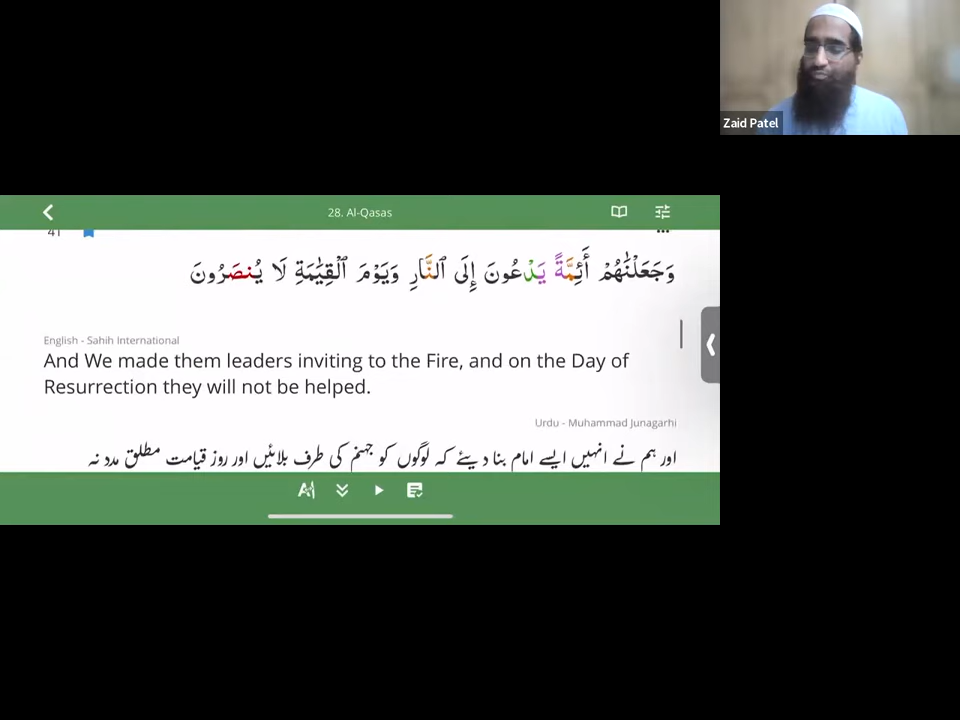 Zaid Patel
28. Al-Qasas
41
وَجَعَلْنَٰهُمْ أَئِمَّةً يَدْعُونَ إِلَى ٱلنَّارِ وَيَوْمَ ٱلْقِيَٰمَةِ لَا يُنصَرُونَ
English - Sahih International
And We made them leaders inviting to the Fire, and on the Day of
Resurrection they will not be helped.
Urdu - Muhammad Junagarhi
اور ہم نے انہیں ایسے امام بنا دیئے کہ لوگوں کو جہنم کی طرف بلائیں اور روز قیامت مطلق مدد نہ